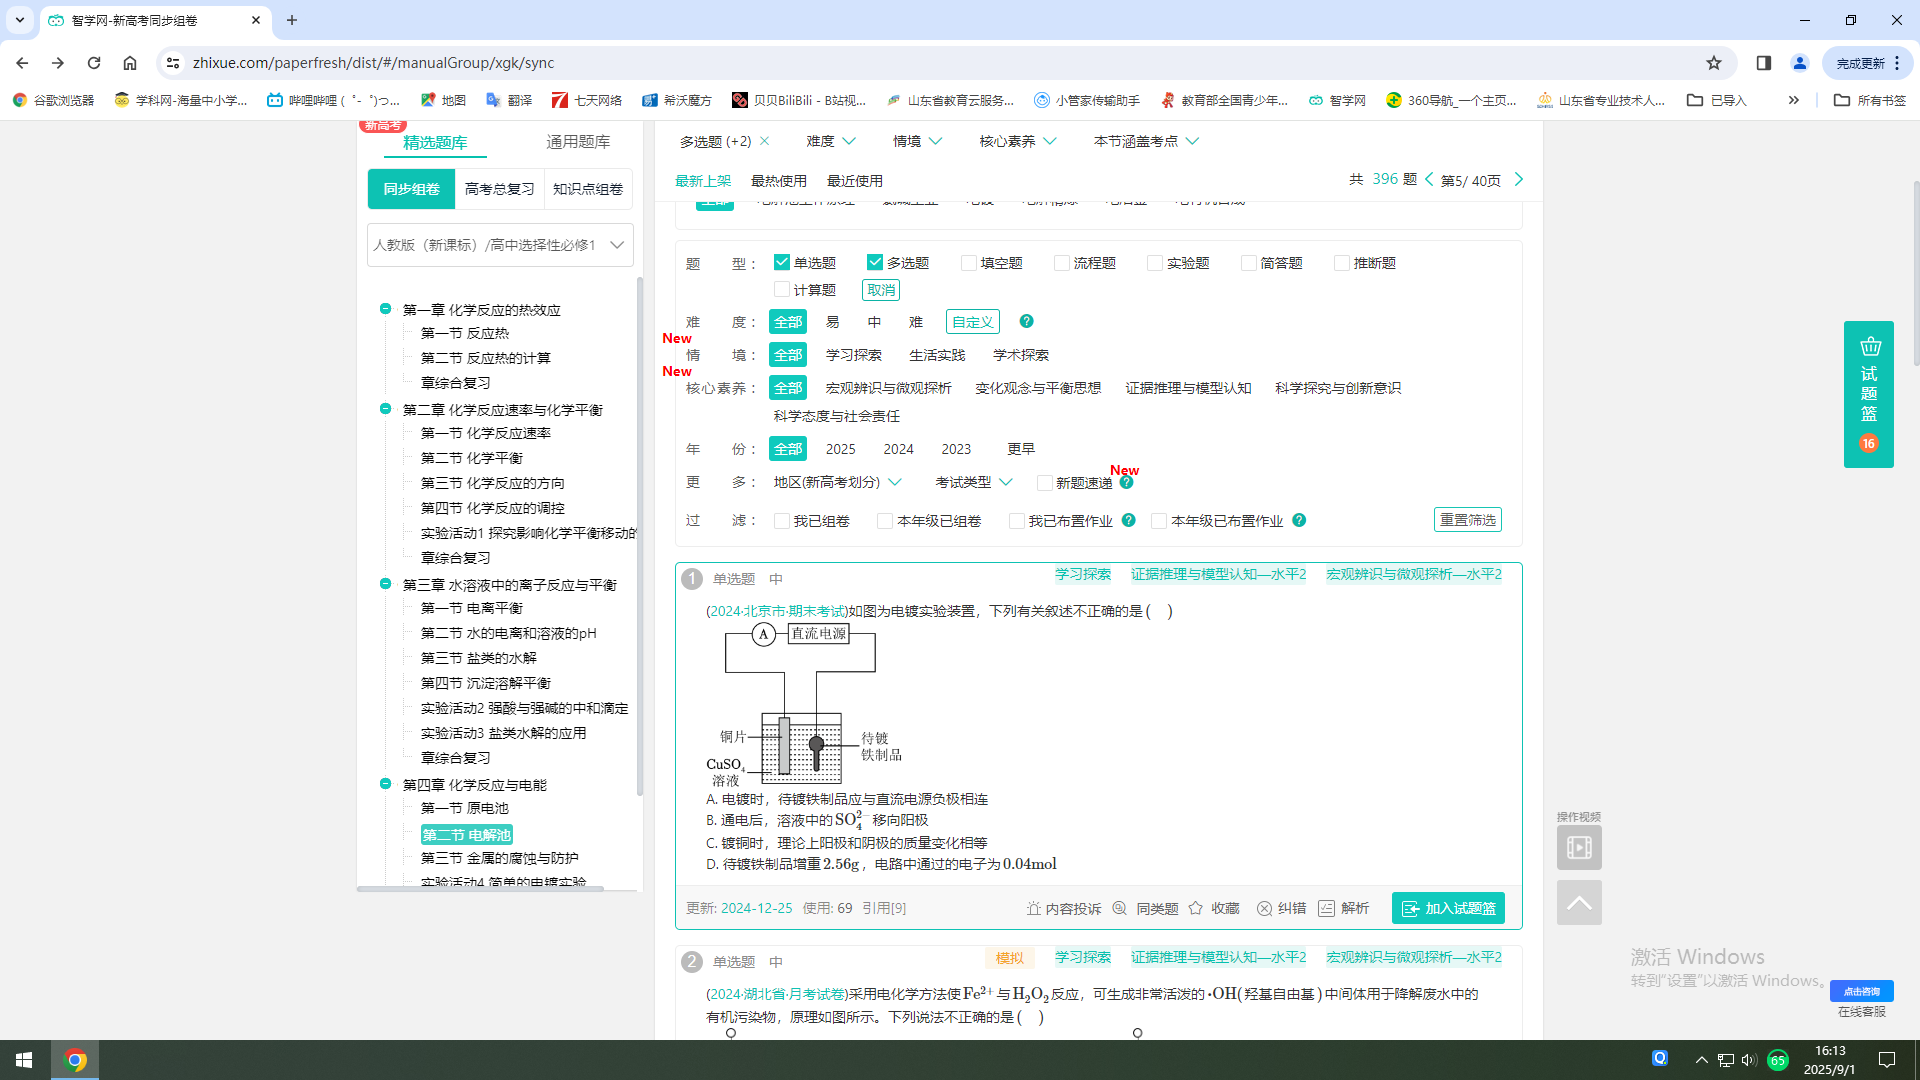 智学网-新高考同步组卷
zhixue.com/paperfresh/dist/#/manualGroup/xgk/sync
完成更新
谷歌浏览器 学科网-海量中小学... 哔哩哔哩 ( ゜- ゜)つ... 地图 翻译 七天网络 希沃魔方 贝贝BiliBili - B站视... 山东省教育云服务... 小管家传输助手 教育部全国青少年... 智学网 360导航_一个主页... 山东省专业技术人... 已导入 » 所有书签
新高考
精选题库 通用题库
同步组卷 高考总复习 知识点组卷
人教版（新课标）/高中选择性必修1
第一章 化学反应的热效应
第一节 反应热
第二节 反应热的计算
章综合复习
第二章 化学反应速率与化学平衡
第一节 化学反应速率
第二节 化学平衡
第三节 化学反应的方向
第四节 化学反应的调控
实验活动1 探究影响化学平衡移动的
章综合复习
第三章 水溶液中的离子反应与平衡
第一节 电离平衡
第二节 水的电离和溶液的pH
第三节 盐类的水解
第四节 沉淀溶解平衡
实验活动2 强酸与强碱的中和滴定
实验活动3 盐类水解的应用
章综合复习
第四章 化学反应与电能
第一节 原电池
第二节 电解池
第三节 金属的腐蚀与防护
实验活动4 简单的电镀实验
多选题 (+2) 难度 情境 核心素养 本节涵盖考点
最新上架 最热使用 最近使用 共 396 题 第5/ 40页
题 型： 单选题 多选题 填空题 流程题 实验题 简答题 推断题
计算题 取消
难 度： 全部 易 中 难 自定义 ?
New
情 境： 全部 学习探索 生活实践 学术探索
New
核心素养： 全部 宏观辨识与微观探析 变化观念与平衡思想 证据推理与模型认知 科学探究与创新意识
科学态度与社会责任
年 份： 全部 2025 2024 2023 更早
更 多： 地区(新高考划分) 考试类型 新题速递 ? New
过 滤： 我已组卷 本年级已组卷 我已布置作业 ? 本年级已布置作业 ? 重置筛选
1 单选题 中 学习探索 证据推理与模型认知—水平2 宏观辨识与微观探析—水平2
(2024·北京市·期末考试)如图为电镀实验装置，下列有关叙述不正确的是 ( )
A 直流电源
铜片 待镀
铁制品
CuSO₄
溶液
A. 电镀时，待镀铁制品应与直流电源负极相连
B. 通电后，溶液中的SO₄²⁻移向阳极
C. 镀铜时，理论上阳极和阴极的质量变化相等
D. 待镀铁制品增重2.56g，电路中通过的电子为0.04mol
更新: 2024-12-25 使用: 69 引用[9] 内容投诉 同类题 收藏 纠错 解析 加入试题篮
2 单选题 中 模拟 学习探索 证据推理与模型认知—水平2 宏观辨识与微观探析—水平2
(2024·湖北省·月考试卷)采用电化学方法使Fe²⁺与H₂O₂反应，可生成非常活泼的·OH(羟基自由基)中间体用于降解废水中的
有机污染物，原理如图所示。下列说法不正确的是 ( )
试
题
篮
16
操作视频
激活 Windows
转到"设置"以激活 Windows。
点击咨询
在线客服
65
16:13
2025/9/1